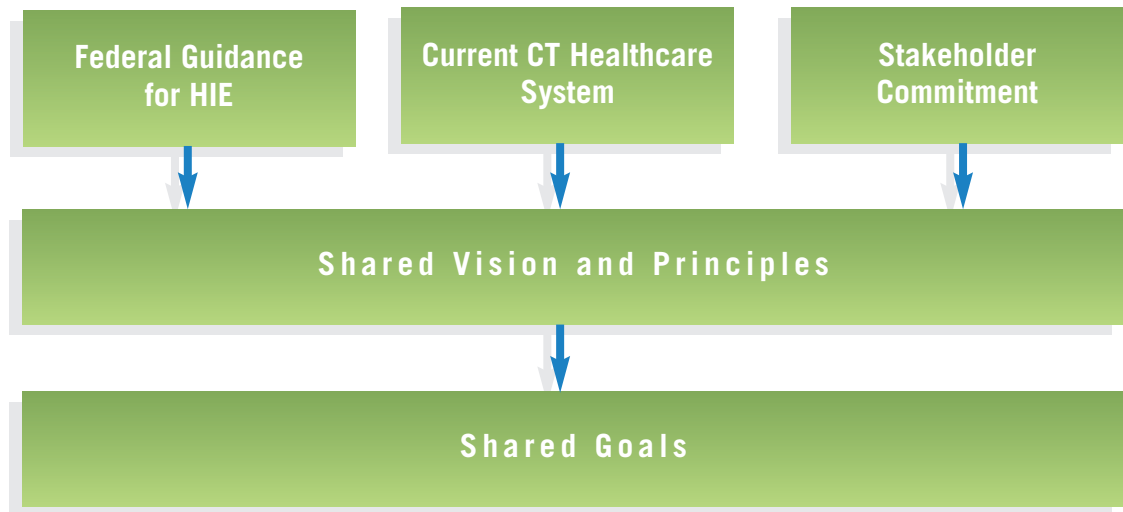 Federal Guidance
for HIE
Current CT Healthcare
System
Stakeholder
Commitment
Shared Vision and Principles
Shared Goals